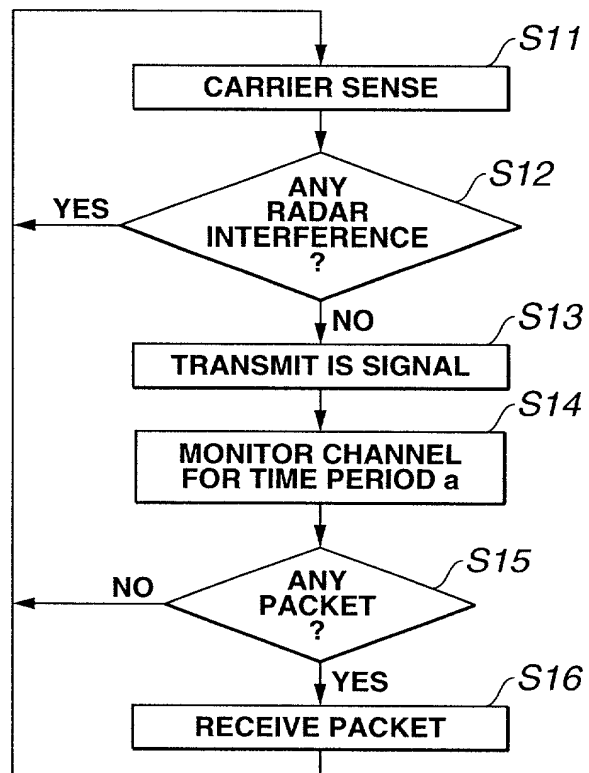 S11
CARRIER SENSE
S12
ANY
RADAR
INTERFERENCE
?
YES
NO
S13
TRANSMIT IS SIGNAL
S14
MONITOR CHANNEL
FOR TIME PERIOD a
S15
ANY
PACKET
?
NO
YES
S16
RECEIVE PACKET